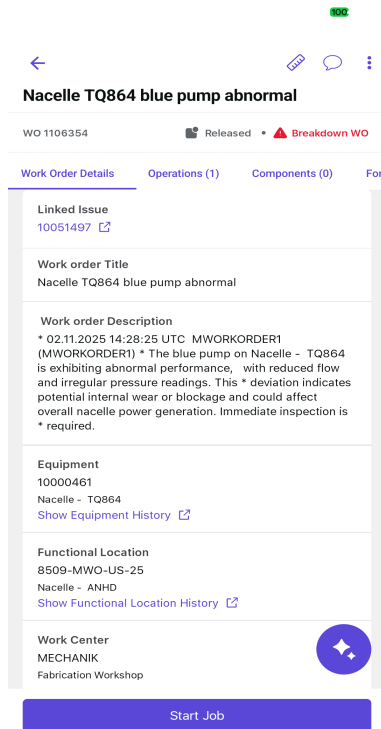 100
Nacelle TQ864 blue pump abnormal
WO 1106354 Released • Breakdown WO
Work Order Details Operations (1) Components (0) For
Linked Issue
10051497
Work order Title
Nacelle TQ864 blue pump abnormal
Work order Description
* 02.11.2025 14:28:25 UTC MWORKORDER1
(MWORKORDER1) * The blue pump on Nacelle - TQ864
is exhibiting abnormal performance, with reduced flow
and irregular pressure readings. This * deviation indicates
potential internal wear or blockage and could affect
overall nacelle power generation. Immediate inspection is
* required.
Equipment
10000461
Nacelle - TQ864
Show Equipment History
Functional Location
8509-MWO-US-25
Nacelle - ANHD
Show Functional Location History
Work Center
MECHANIK
Fabrication Workshop
Start Job